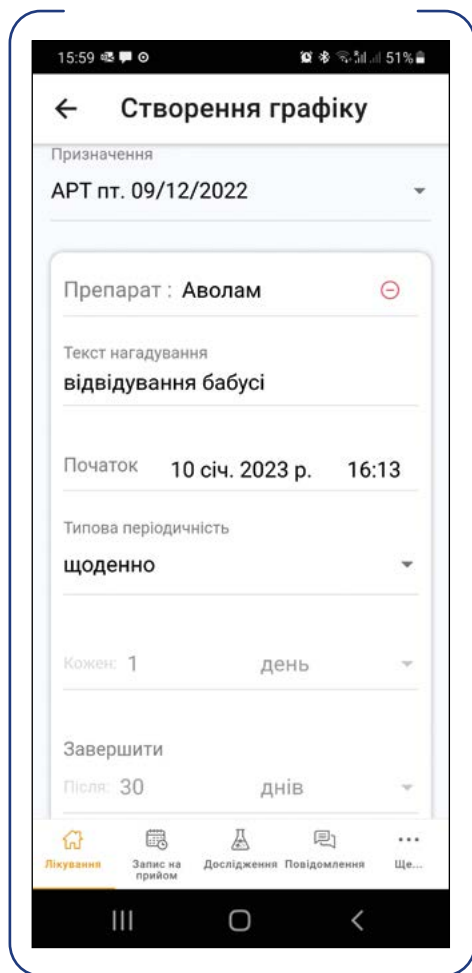 15:59 51%
Створення графіку
Призначення
АРТ пт. 09/12/2022
Препарат : Аволам
Текст нагадування
відвідування бабусі
Початок 10 січ. 2023 р. 16:13
Типова періодичність
щоденно
Кожен: 1 день
Завершити
Після: 30 днів
Лікування Запис на прийом Дослідження Повідомлення Ще...